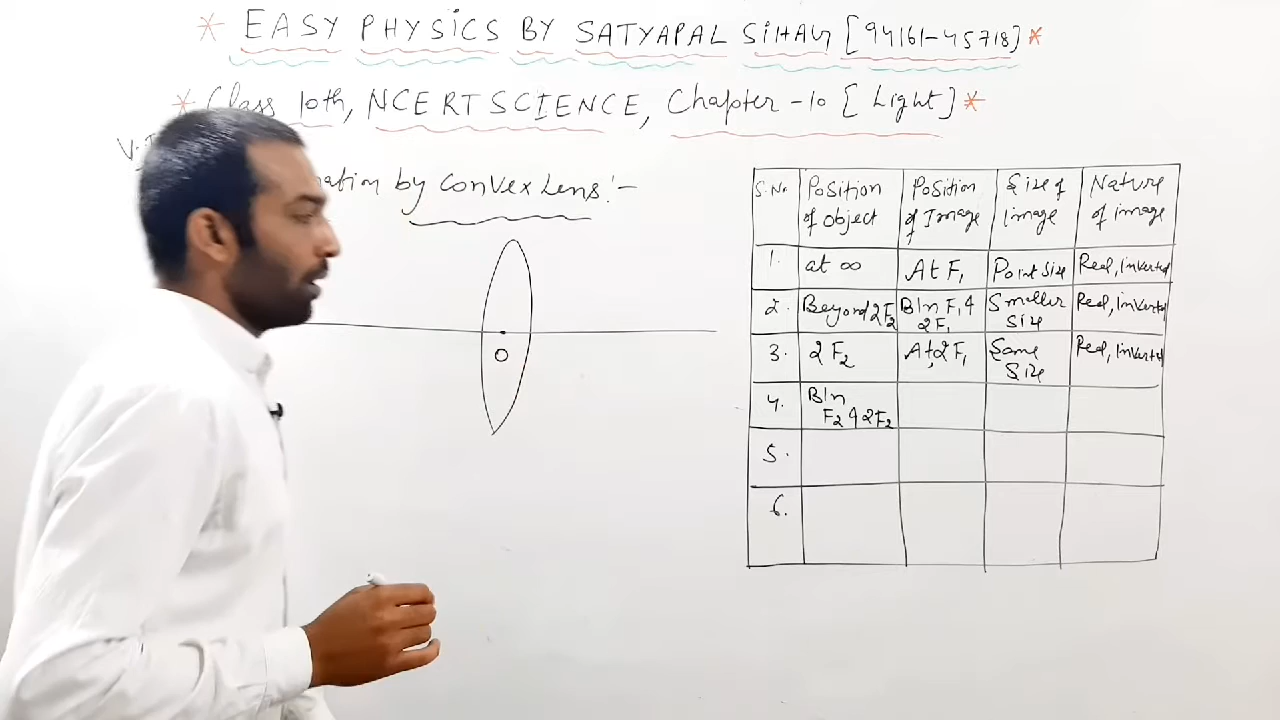 * EASY PHYSICS BY SATYAPAL SIHAG [94161-45718] *
* Class 10th, NCERT SCIENCE, Chapter -10 [ Light ] *
by Convex Lens :-
O
S.No Position of Object Position of Image Size of image Nature of image
1. at ∞ At F₁ Point Size Real, inverted
2. Beyond 2F₂ B/n F₁ & 2F₁ Smaller Size Real, inverted
3. 2F₂ At 2F₁ Same Size Real, inverted
4. B/n F₂ & 2F₂
5.
6.